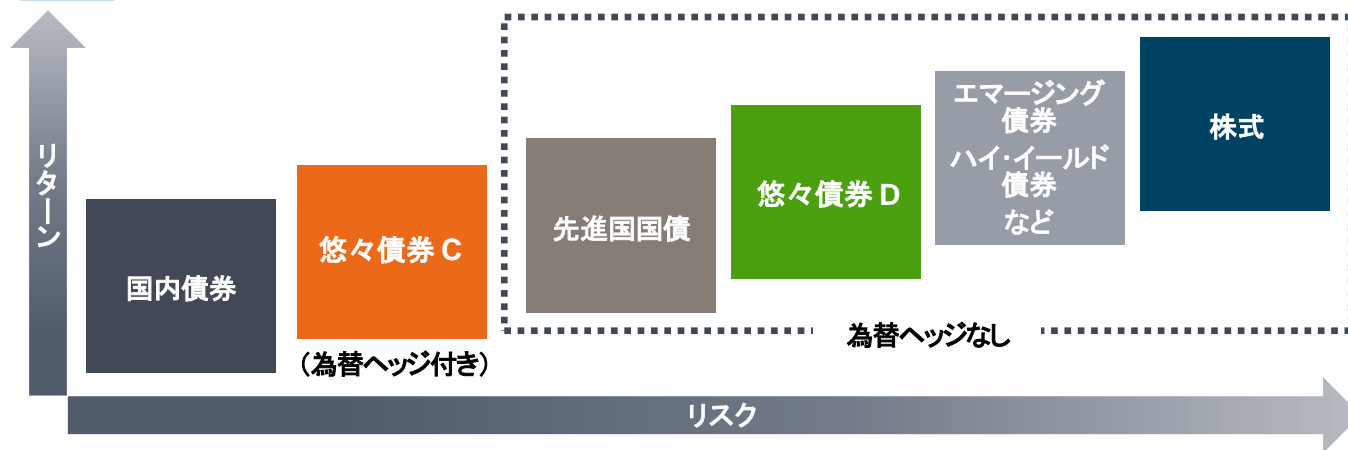 リターン
国内債券
悠々債券 C
（為替ヘッジ付き）
先進国国債
悠々債券 D
エマージング
債券
ハイ・イールド
債券
など
株式
為替ヘッジなし
リスク